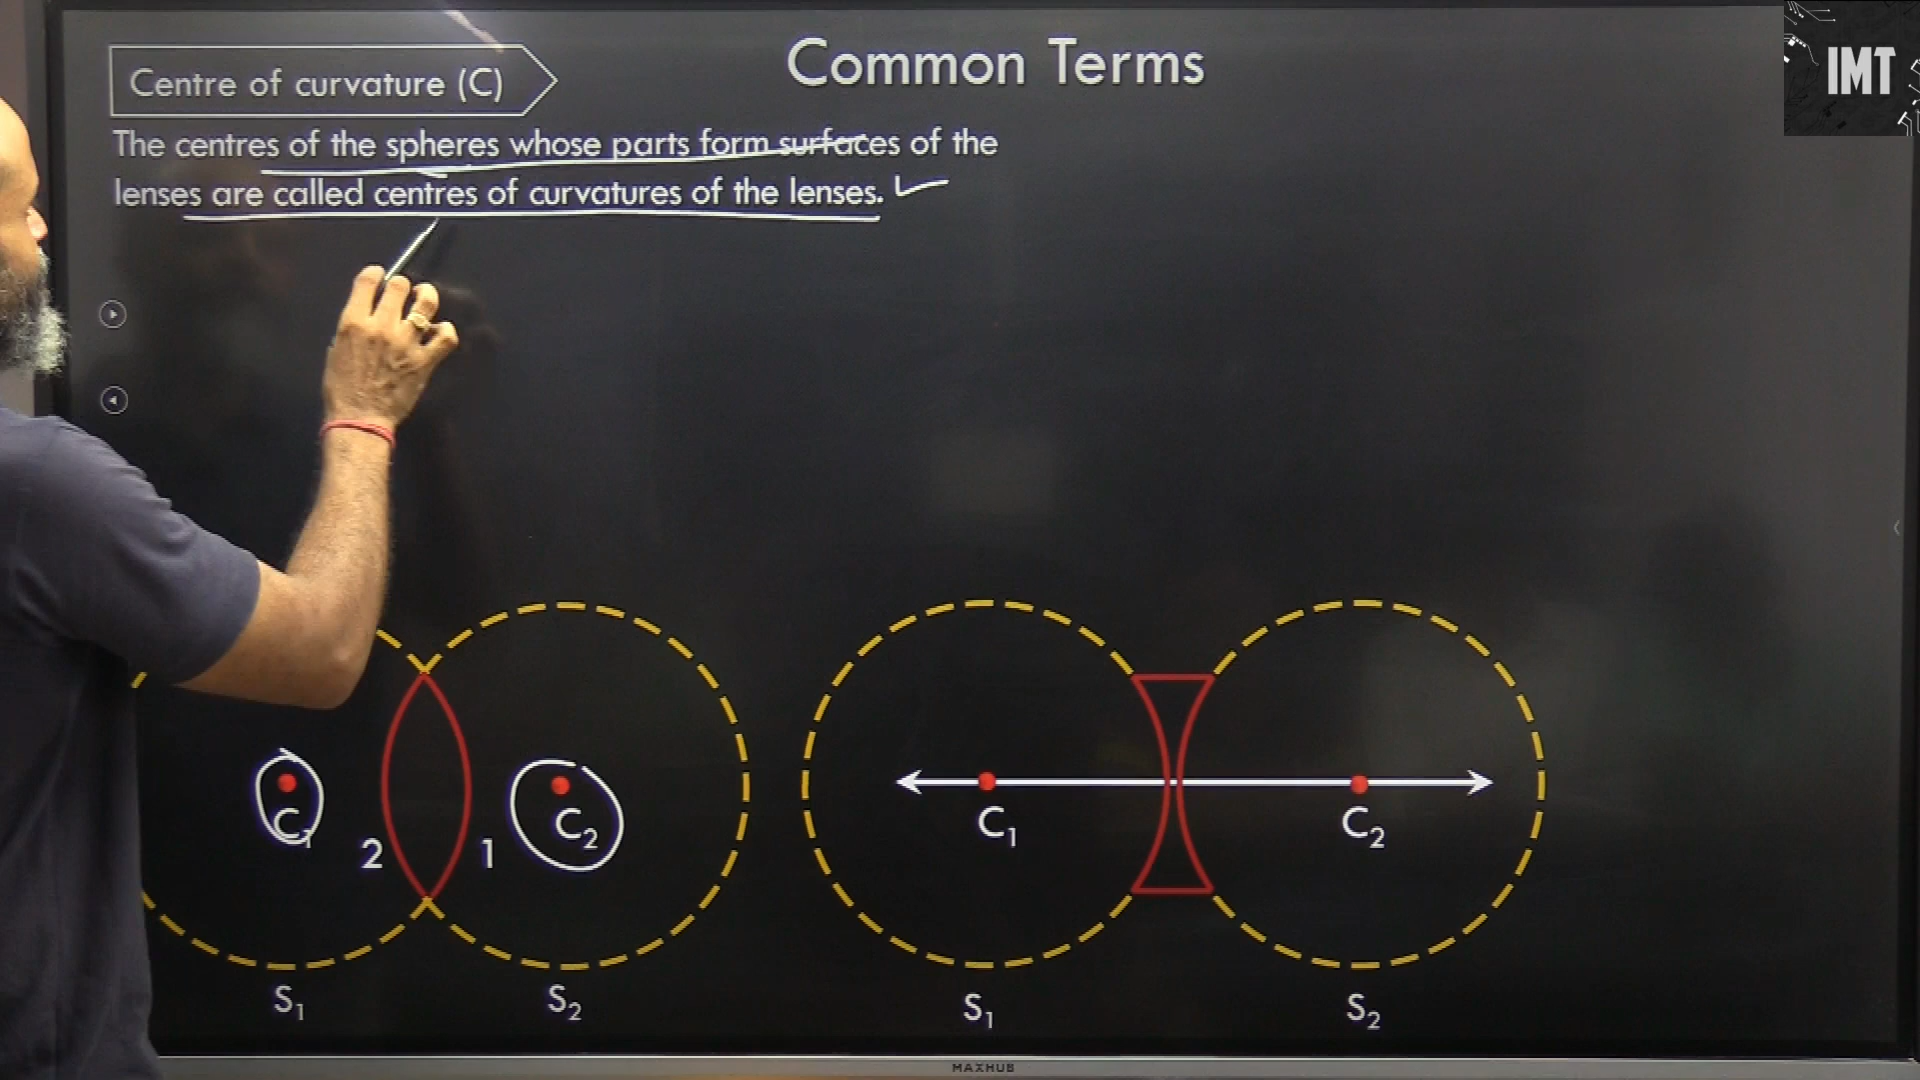 Common Terms
IMT
Centre of curvature (C)
The centres of the spheres whose parts form surfaces of the
lenses are called centres of curvatures of the lenses.
C₁
2
1
C₂
C₁
C₂
S₁
S₂
S₁
S₂
MAXHUB